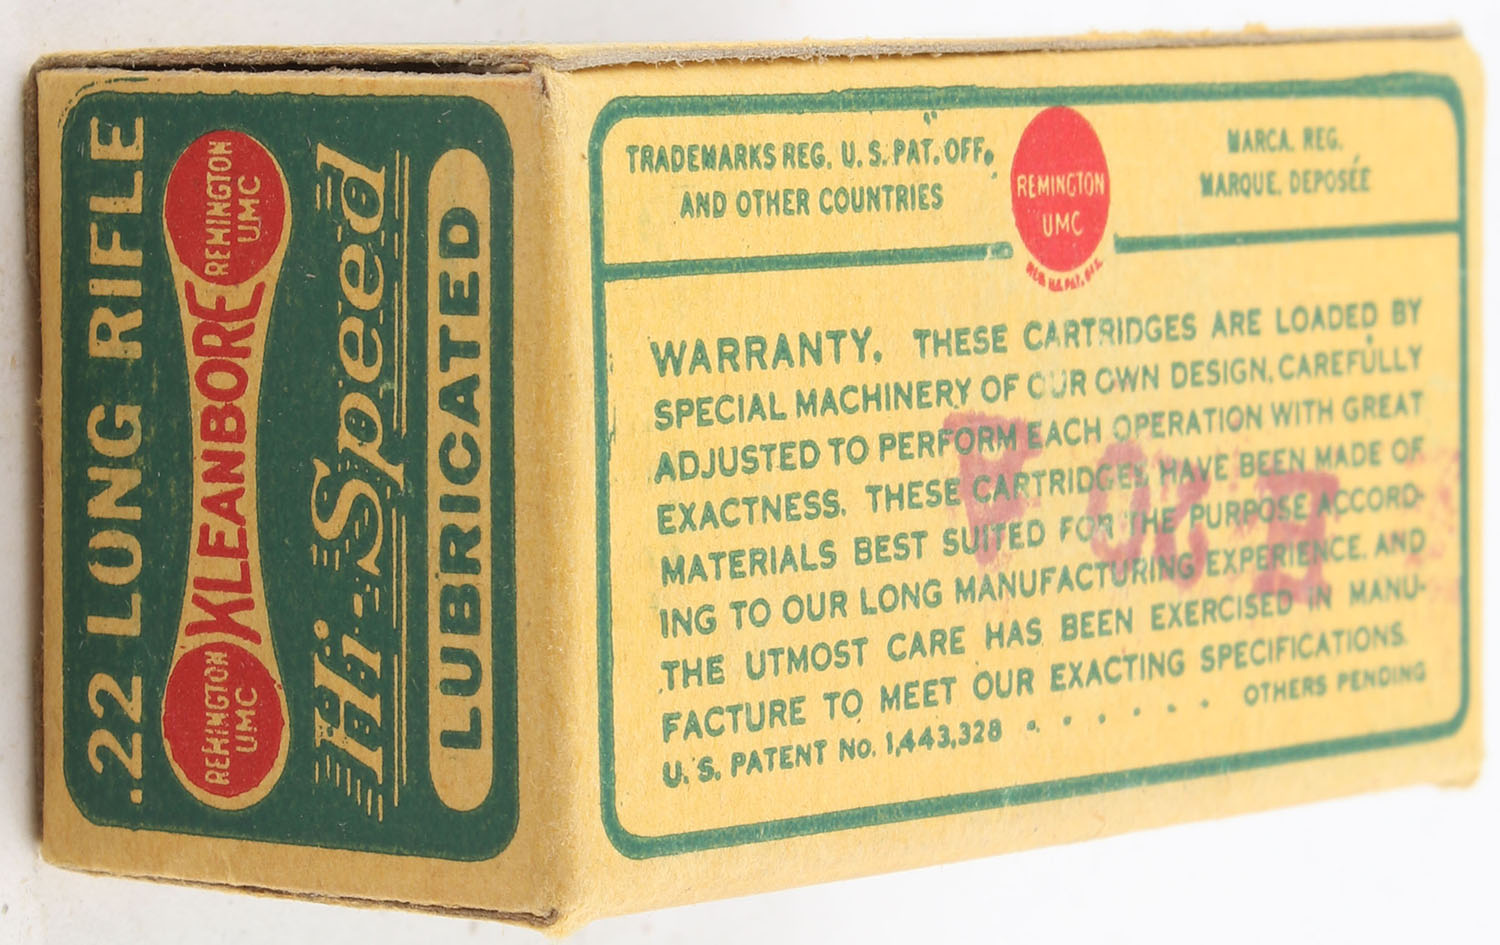 .22 LONG RIFLE
REMINGTON
UMC
KLEANBORE
REMINGTON
UMC
Hi-Speed
LUBRICATED
TRADEMARKS REG. U.S. PAT. OFF.
AND OTHER COUNTRIES
REMINGTON
UMC
REG. U.S. PAT. OFF.
MARCA. REG.
MARQUE. DEPOSÉE
WARRANTY. THESE CARTRIDGES ARE LOADED BY
SPECIAL MACHINERY OF OUR OWN DESIGN, CAREFULLY
ADJUSTED TO PERFORM EACH OPERATION WITH GREAT
EXACTNESS. THESE CARTRIDGES HAVE BEEN MADE OF
MATERIALS BEST SUITED FOR THE PURPOSE ACCORD-
ING TO OUR LONG MANUFACTURING EXPERIENCE, AND
THE UTMOST CARE HAS BEEN EXERCISED IN MANU-
FACTURE TO MEET OUR EXACTING SPECIFICATIONS.
U.S. PATENT No. 1,443,328 . . . . . . OTHERS PENDING